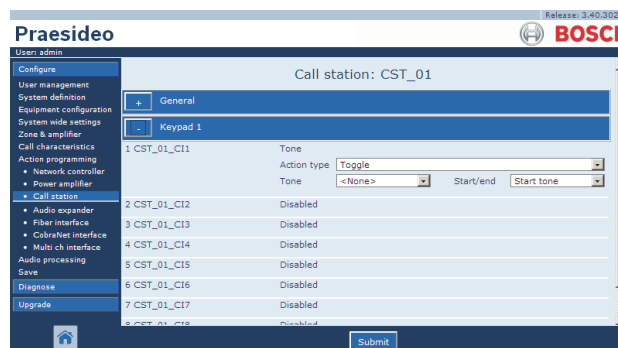 Release: 3.40.302
Praesideo
BOSCH
User: admin
Configure
User management
System definition
Equipment configuration
System wide settings
Zone & amplifier
Call characteristics
Action programming
• Network controller
• Power amplifier
• Call station
• Audio expander
• Fiber interface
• CobraNet interface
• Multi ch interface
Audio processing
Save
Diagnose
Upgrade
Call station: CST_01
+ General
- Keypad 1
1 CST_01_CI1 Tone
Action type Toggle
Tone <None> Start/end Start tone
2 CST_01_CI2 Disabled
3 CST_01_CI3 Disabled
4 CST_01_CI4 Disabled
5 CST_01_CI5 Disabled
6 CST_01_CI6 Disabled
7 CST_01_CI7 Disabled
8 CST_01_CI8 Disabled
Submit